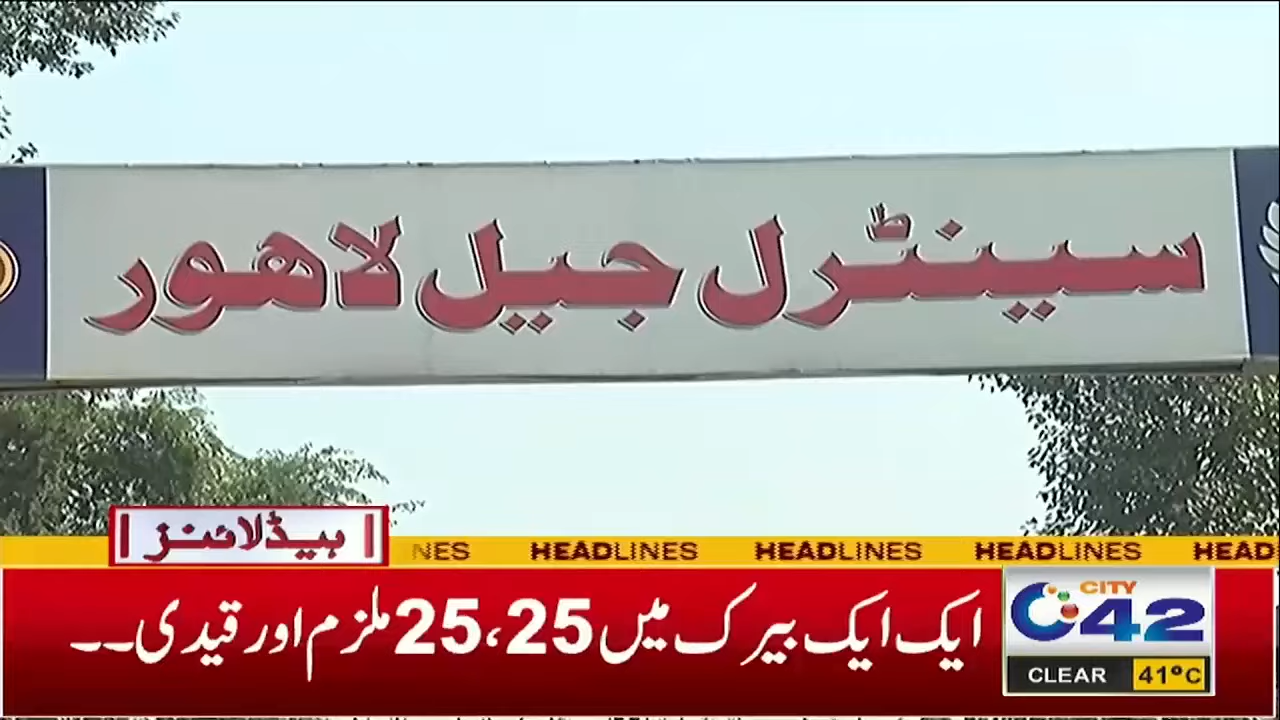 سینٹرل جیل لاھور
ہیڈلائنز
NES HEADLINES HEADLINES HEADLINES HEAD
ایک ایک بیرک میں 25،25 ملزم اور قیدی۔۔
CITY
42
CLEAR 41°C